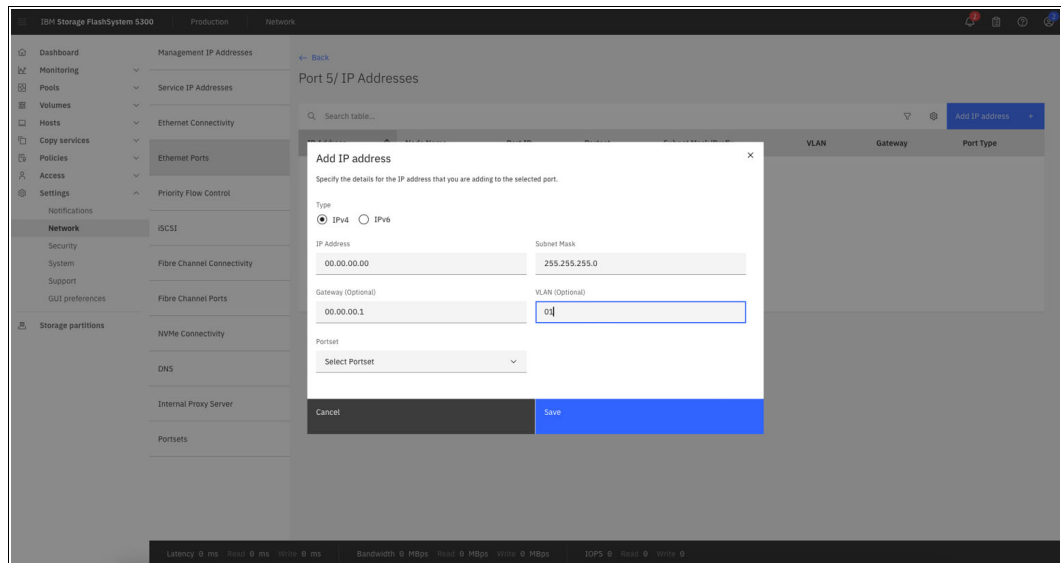 IBM Storage FlashSystem 5300 Production Network
2 2
Dashboard
Monitoring
Pools
Volumes
Hosts
Copy services
Policies
Access
Settings
Notifications
Network
Security
System
Support
GUI preferences
Storage partitions
Management IP Addresses
Service IP Addresses
Ethernet Connectivity
Ethernet Ports
Priority Flow Control
iSCSI
Fibre Channel Connectivity
Fibre Channel Ports
NVMe Connectivity
DNS
Internal Proxy Server
Portsets
← Back
Port 5/ IP Addresses
Search table...
Add IP address +
VLAN Gateway Port Type
Add IP address
Specify the details for the IP address that you are adding to the selected port.
Type
IPv4 IPv6
IP Address Subnet Mask
00.00.00.00 255.255.255.0
Gateway (Optional) VLAN (Optional)
00.00.00.1 01
Portset
Select Portset
Cancel Save
Latency 0 ms Read 0 ms Write 0 ms Bandwidth 0 MBps Read 0 MBps Write 0 MBps IOPS 0 Read 0 Write 0